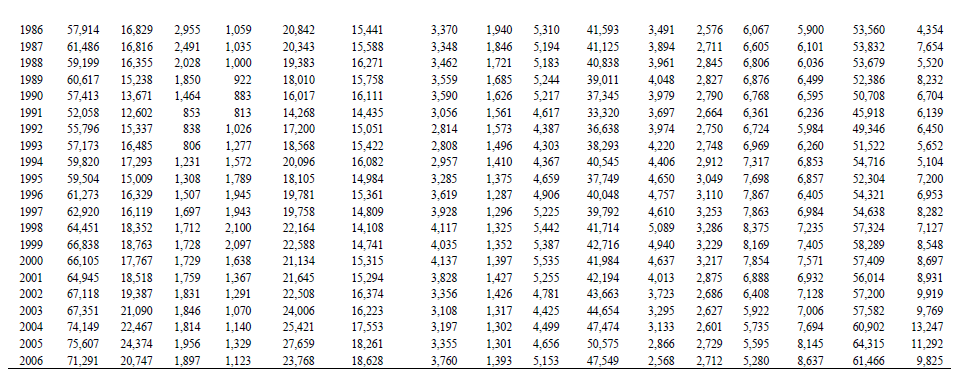 1986 57,914 16,829 2,955 1,059 20,842 15,441 3,370 1,940 5,310 41,593 3,491 2,576 6,067 5,900 53,560 4,354
1987 61,486 16,816 2,491 1,035 20,343 15,588 3,348 1,846 5,194 41,125 3,894 2,711 6,605 6,101 53,832 7,654
1988 59,199 16,355 2,028 1,000 19,383 16,271 3,462 1,721 5,183 40,838 3,961 2,845 6,806 6,036 53,679 5,520
1989 60,617 15,238 1,850 922 18,010 15,758 3,559 1,685 5,244 39,011 4,048 2,827 6,876 6,499 52,386 8,232
1990 57,413 13,671 1,464 883 16,017 16,111 3,590 1,626 5,217 37,345 3,979 2,790 6,768 6,595 50,708 6,704
1991 52,058 12,602 853 813 14,268 14,435 3,056 1,561 4,617 33,320 3,697 2,664 6,361 6,236 45,918 6,139
1992 55,796 15,337 838 1,026 17,200 15,051 2,814 1,573 4,387 36,638 3,974 2,750 6,724 5,984 49,346 6,450
1993 57,173 16,485 806 1,277 18,568 15,422 2,808 1,496 4,303 38,293 4,220 2,748 6,969 6,260 51,522 5,652
1994 59,820 17,293 1,231 1,572 20,096 16,082 2,957 1,410 4,367 40,545 4,406 2,912 7,317 6,853 54,716 5,104
1995 59,504 15,009 1,308 1,789 18,105 14,984 3,285 1,375 4,659 37,749 4,650 3,049 7,698 6,857 52,304 7,200
1996 61,273 16,329 1,507 1,945 19,781 15,361 3,619 1,287 4,906 40,048 4,757 3,110 7,867 6,405 54,321 6,953
1997 62,920 16,119 1,697 1,943 19,758 14,809 3,928 1,296 5,225 39,792 4,610 3,253 7,863 6,984 54,638 8,282
1998 64,451 18,352 1,712 2,100 22,164 14,108 4,117 1,325 5,442 41,714 5,089 3,286 8,375 7,235 57,324 7,127
1999 66,838 18,763 1,728 2,097 22,588 14,741 4,035 1,352 5,387 42,716 4,940 3,229 8,169 7,405 58,289 8,548
2000 66,105 17,767 1,729 1,638 21,134 15,315 4,137 1,397 5,535 41,984 4,637 3,217 7,854 7,571 57,409 8,697
2001 64,945 18,518 1,759 1,367 21,645 15,294 3,828 1,427 5,255 42,194 4,013 2,875 6,888 6,932 56,014 8,931
2002 67,118 19,387 1,831 1,291 22,508 16,374 3,356 1,426 4,781 43,663 3,723 2,686 6,408 7,128 57,200 9,919
2003 67,351 21,090 1,846 1,070 24,006 16,223 3,108 1,317 4,425 44,654 3,295 2,627 5,922 7,006 57,582 9,769
2004 74,149 22,467 1,814 1,140 25,421 17,553 3,197 1,302 4,499 47,474 3,133 2,601 5,735 7,694 60,902 13,247
2005 75,607 24,374 1,956 1,329 27,659 18,261 3,355 1,301 4,656 50,575 2,866 2,729 5,595 8,145 64,315 11,292
2006 71,291 20,747 1,897 1,123 23,768 18,628 3,760 1,393 5,153 47,549 2,568 2,712 5,280 8,637 61,466 9,825